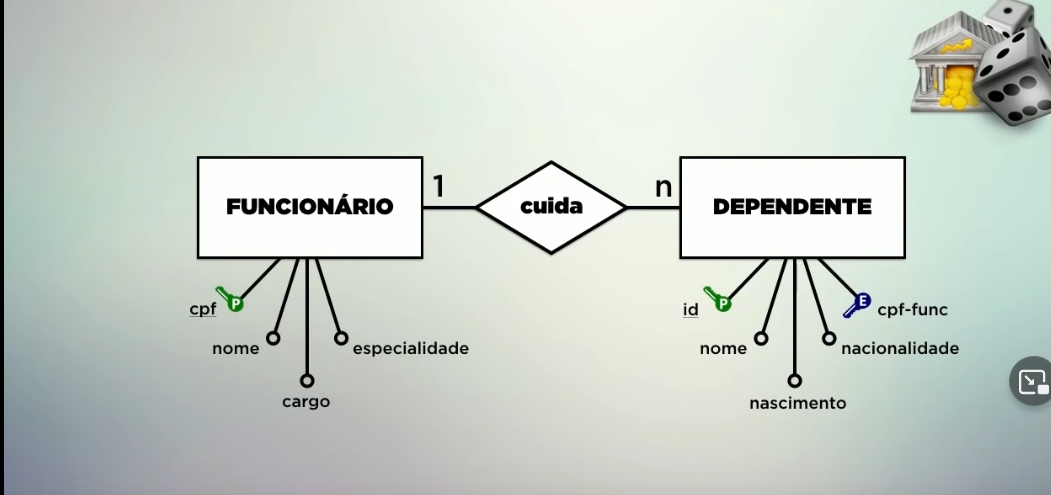 FUNCIONÁRIO
1
cuida
n
DEPENDENTE
cpf
P
nome
cargo
especialidade
id
P
nome
nascimento
nacionalidade
E
cpf-func